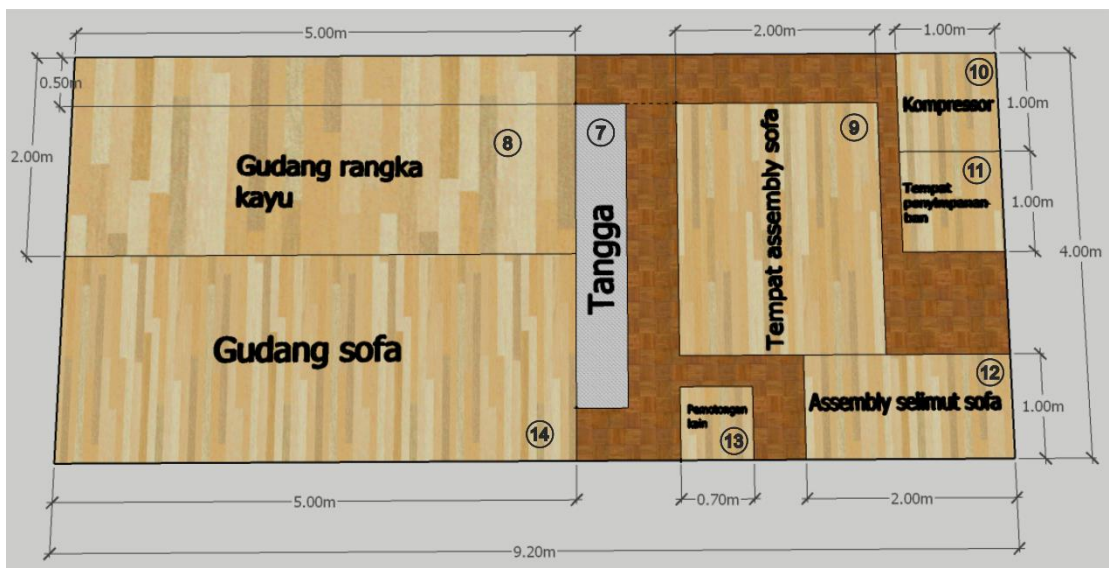 5.00m
2.00m
1.00m
0.50m
10
Kompressor
1.00m
8
7
9
Gudang rangka
kayu
2.00m
Tangga
Tempat assembly sofa
11
Tempat
penyimpanan
ban
1.00m
4.00m
Gudang sofa
14
12
Assembly selimut sofa
1.00m
Pemotongan
kain
13
5.00m
0.70m
2.00m
9.20m